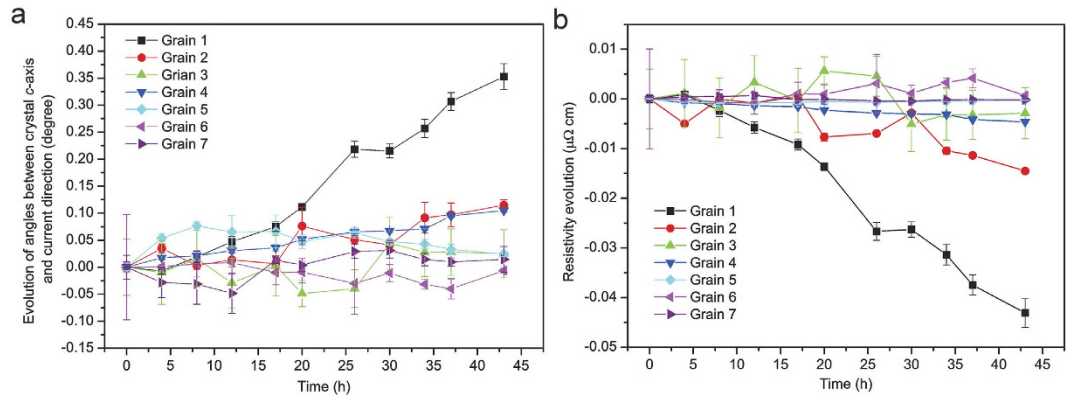 a
Evolution of angles between crystal c-axis
and current direction (degree)
0.45
0.40
0.35
0.30
0.25
0.20
0.15
0.10
0.05
0.00
-0.05
-0.10
-0.15
Grain 1
Grain 2
Grian 3
Grain 4
Grain 5
Grain 6
Grain 7
0 5 10 15 20 25 30 35 40 45
Time (h)
b
Resistivity evolution (μΩ cm)
0.01
0.00
-0.01
-0.02
-0.03
-0.04
-0.05
Grain 1
Grain 2
Grain 3
Grain 4
Grain 5
Grain 6
Grain 7
0 5 10 15 20 25 30 35 40 45
Time (h)